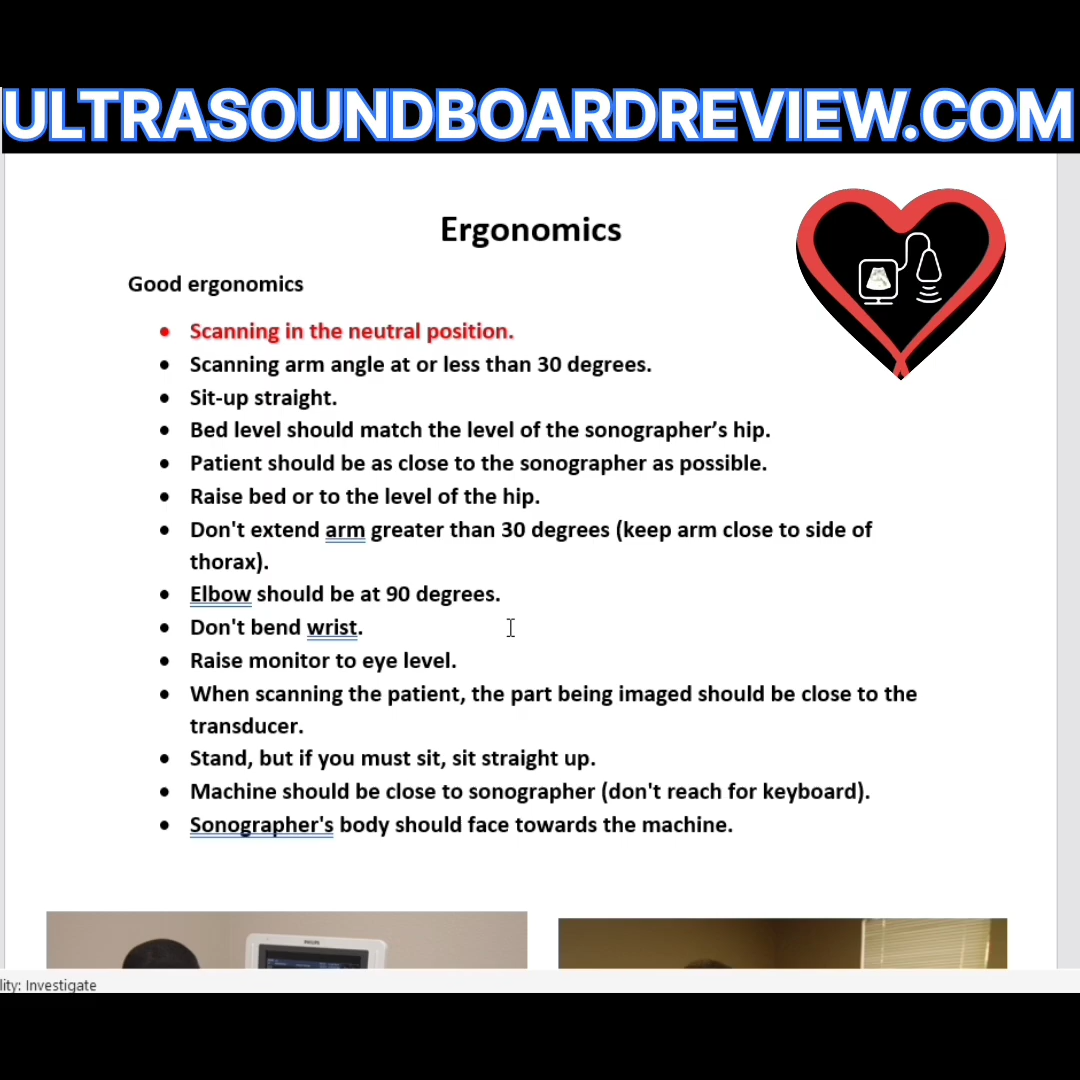 ULTRASOUNDBOARDREVIEW.COM
Ergonomics
Good ergonomics
• Scanning in the neutral position.
• Scanning arm angle at or less than 30 degrees.
• Sit-up straight.
• Bed level should match the level of the sonographer’s hip.
• Patient should be as close to the sonographer as possible.
• Raise bed or to the level of the hip.
• Don't extend arm greater than 30 degrees (keep arm close to side of
thorax).
• Elbow should be at 90 degrees.
• Don't bend wrist.
• Raise monitor to eye level.
• When scanning the patient, the part being imaged should be close to the
transducer.
• Stand, but if you must sit, sit straight up.
• Machine should be close to sonographer (don't reach for keyboard).
• Sonographer's body should face towards the machine.
PHILIPS
lity: Investigate